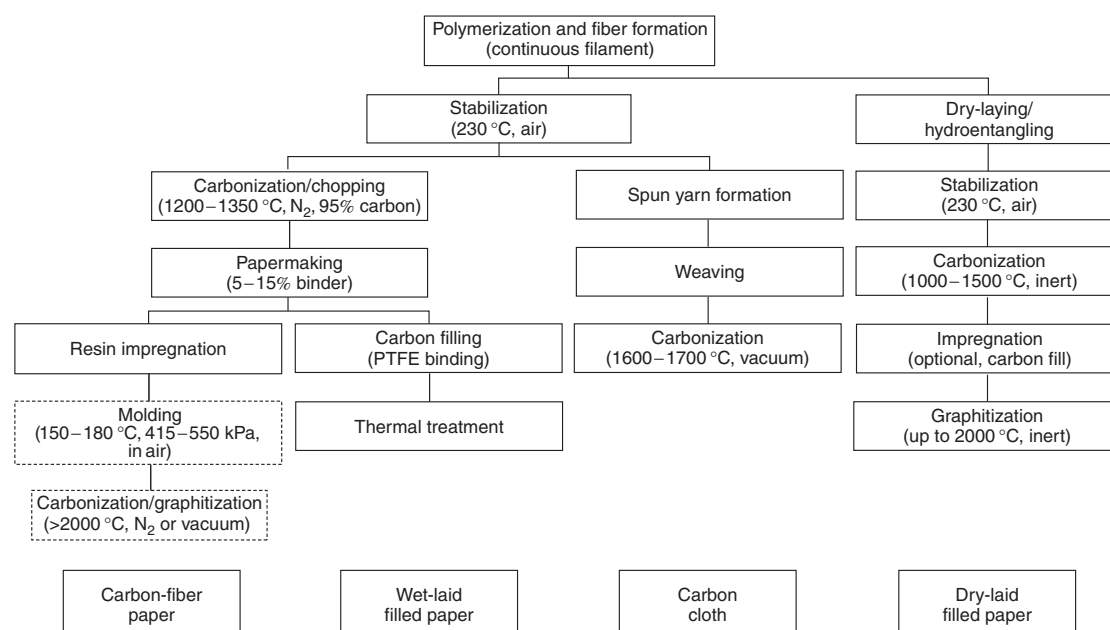 Polymerization and fiber formation
(continuous filament)
Stabilization
(230 °C, air)
Dry-laying/
hydroentangling
Carbonization/chopping
(1200–1350 °C, N₂, 95% carbon)
Spun yarn formation
Stabilization
(230 °C, air)
Papermaking
(5–15% binder)
Weaving
Carbonization
(1000–1500 °C, inert)
Resin impregnation
Carbon filling
(PTFE binding)
Carbonization
(1600–1700 °C, vacuum)
Impregnation
(optional, carbon fill)
Molding
(150–180 °C, 415–550 kPa,
in air)
Thermal treatment
Graphitization
(up to 2000 °C, inert)
Carbonization/graphitization
(>2000 °C, N₂ or vacuum)
Carbon-fiber
paper
Wet-laid
filled paper
Carbon
cloth
Dry-laid
filled paper